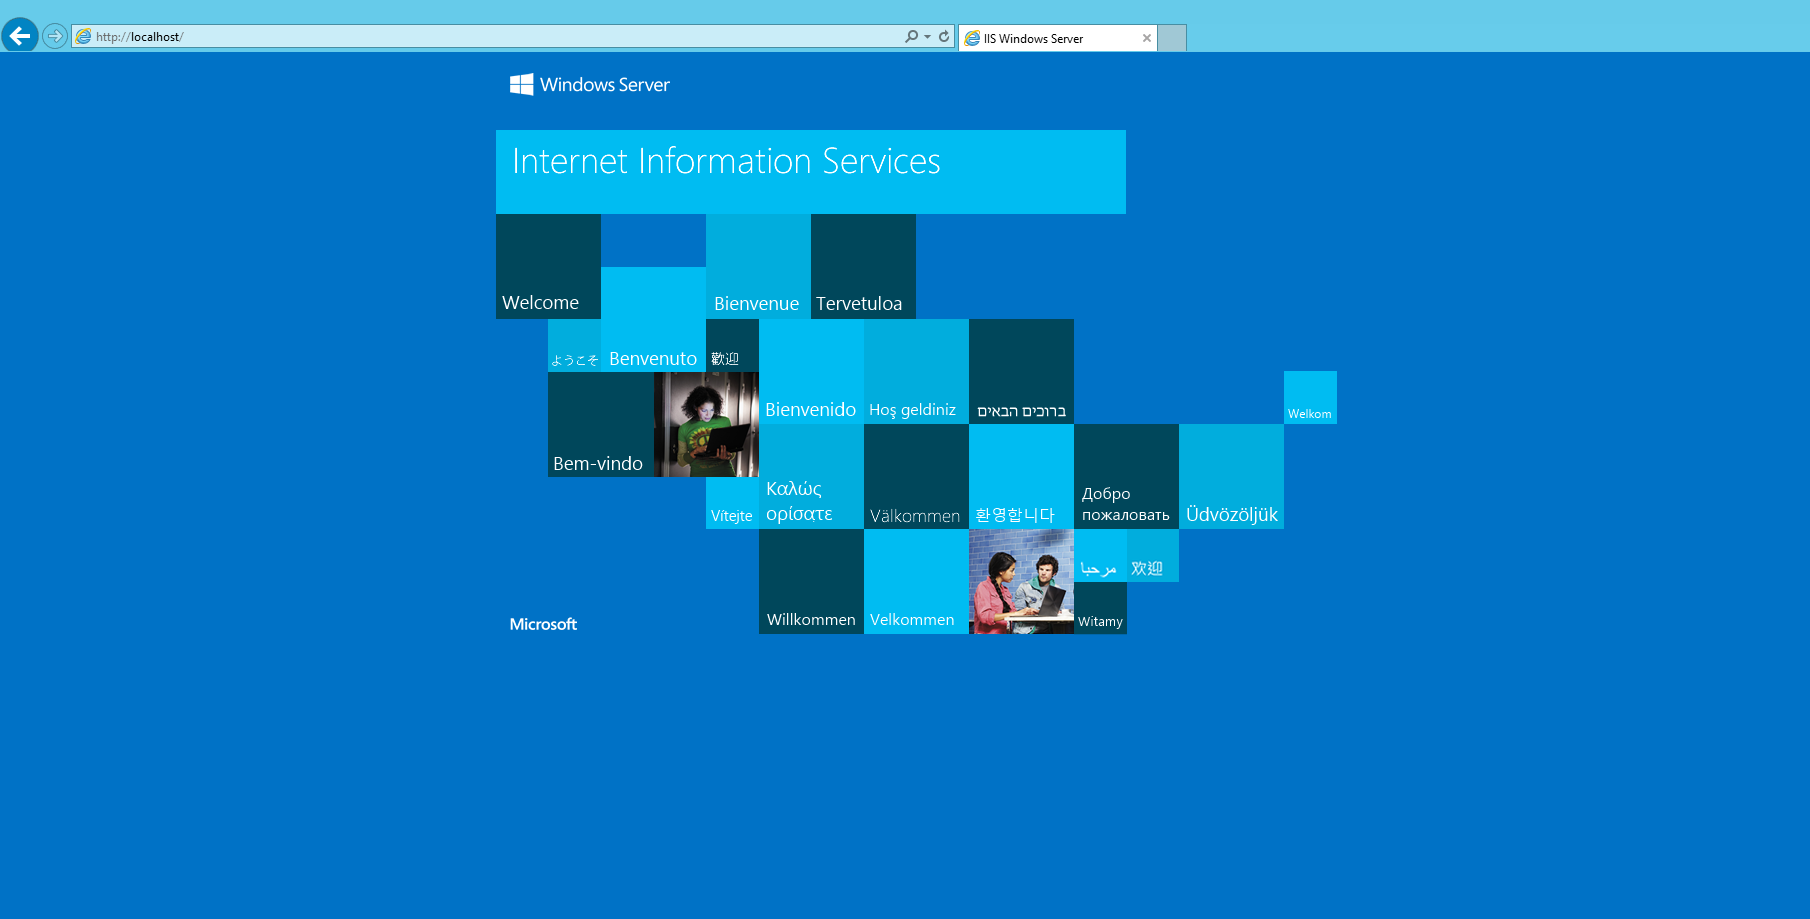 http://localhost/
IIS Windows Server
Windows Server
Internet Information Services
Welcome
Bienvenue
Tervetuloa
ようこそ
Benvenuto
歡迎
Bienvenido
Hoş geldiniz
ברוכים הבאים
Welkom
Bem-vindo
Vítejte
Καλώς
ορίσατε
Välkommen
환영합니다
Добро
пожаловать
Üdvözöljük
مرحبا
欢迎
Willkommen
Velkommen
Witamy
Microsoft